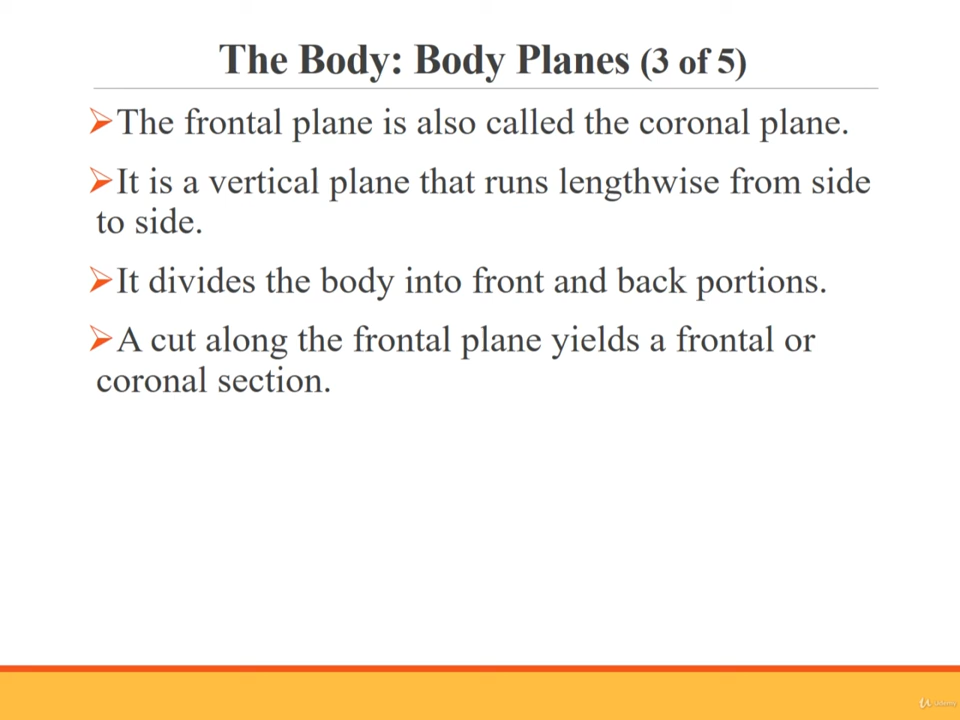 The Body: Body Planes (3 of 5)
The frontal plane is also called the coronal plane.
It is a vertical plane that runs lengthwise from side
to side.
It divides the body into front and back portions.
A cut along the frontal plane yields a frontal or
coronal section.
Udemy